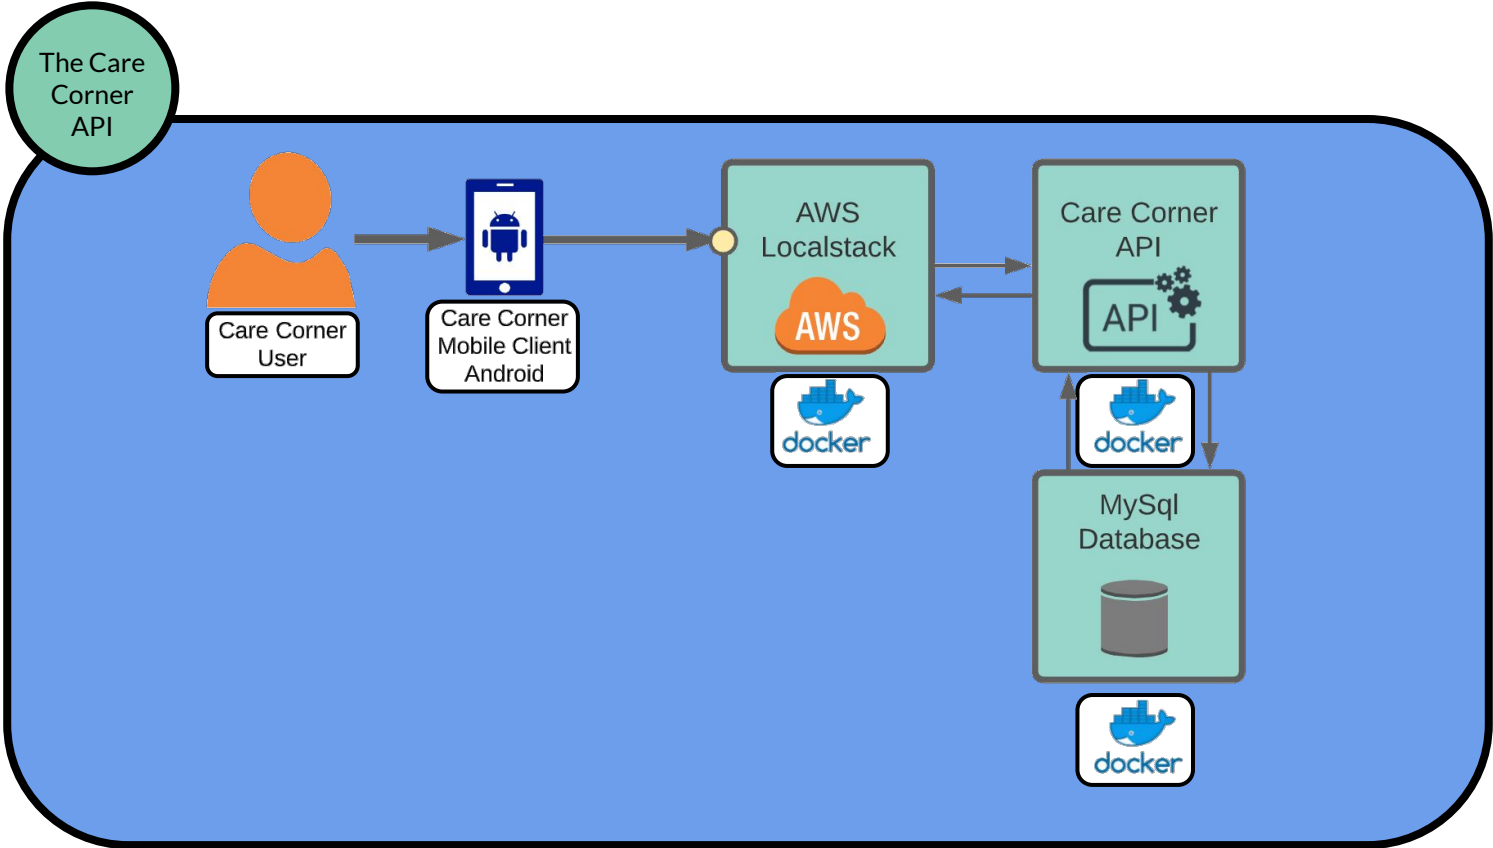 The Care
Corner
API
Care Corner
User
Care Corner
Mobile Client
Android
AWS
Localstack
AWS
docker
Care Corner
API
API
docker
MySql
Database
docker